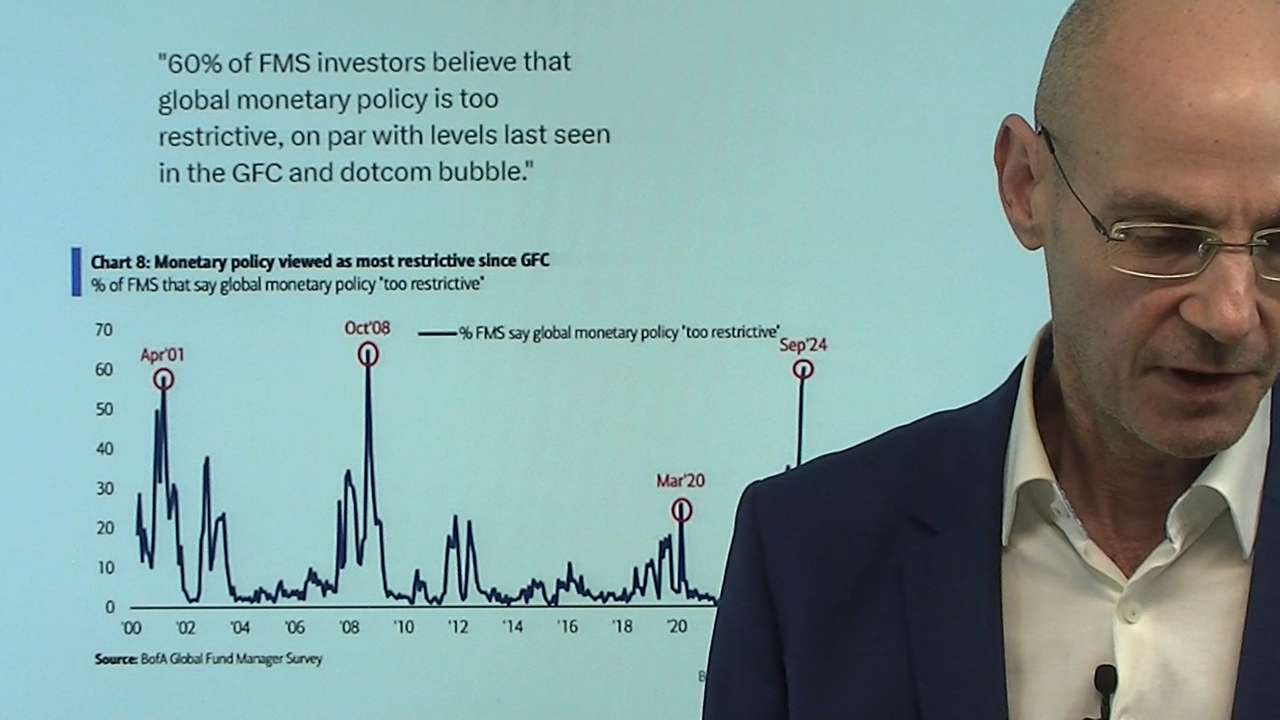 "60% of FMS investors believe that
global monetary policy is too
restrictive, on par with levels last seen
in the GFC and dotcom bubble."
Chart 8: Monetary policy viewed as most restrictive since GFC
% of FMS that say global monetary policy "too restrictive"
70
Oct'08
% FMS say global monetary policy "too restrictive"
Sep'24
Apr'01
60
50
40
Mar'20
30
20
10
0
'00 '02 '04 '06 '08 '10 '12 '14 '16 '18 '20
Source: BofA Global Fund Manager Survey